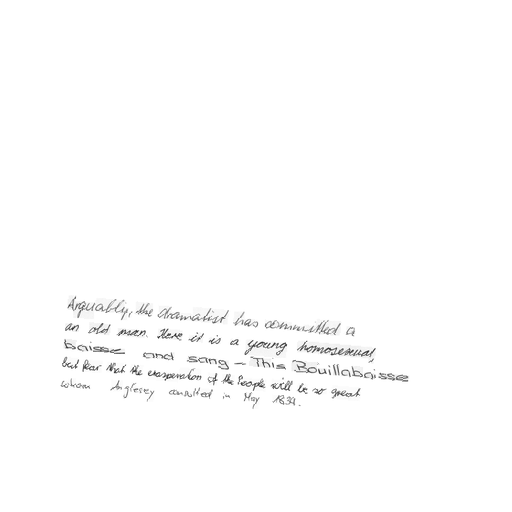 Arguably, the dramatist has committed a
an old man. Here it is a young homosexual,
baisse and sang - This Bouillabaisse
but fear that the exasperation of the People will be so great
whom Anglesey consulted in May 1839.